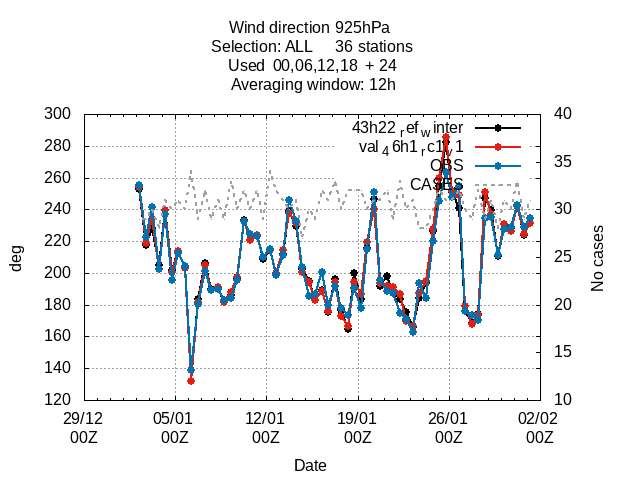 Wind direction 925hPa
Selection: ALL 36 stations
Used 00,06,12,18 + 24
Averaging window: 12h
43h22_ref_winter
val_46h1_rc1_v1
OBS
CASES
deg
No cases
300
280
260
240
220
200
180
160
140
120
40
35
30
25
20
15
10
29/12 00Z
05/01 00Z
12/01 00Z
19/01 00Z
26/01 00Z
02/02 00Z
Date